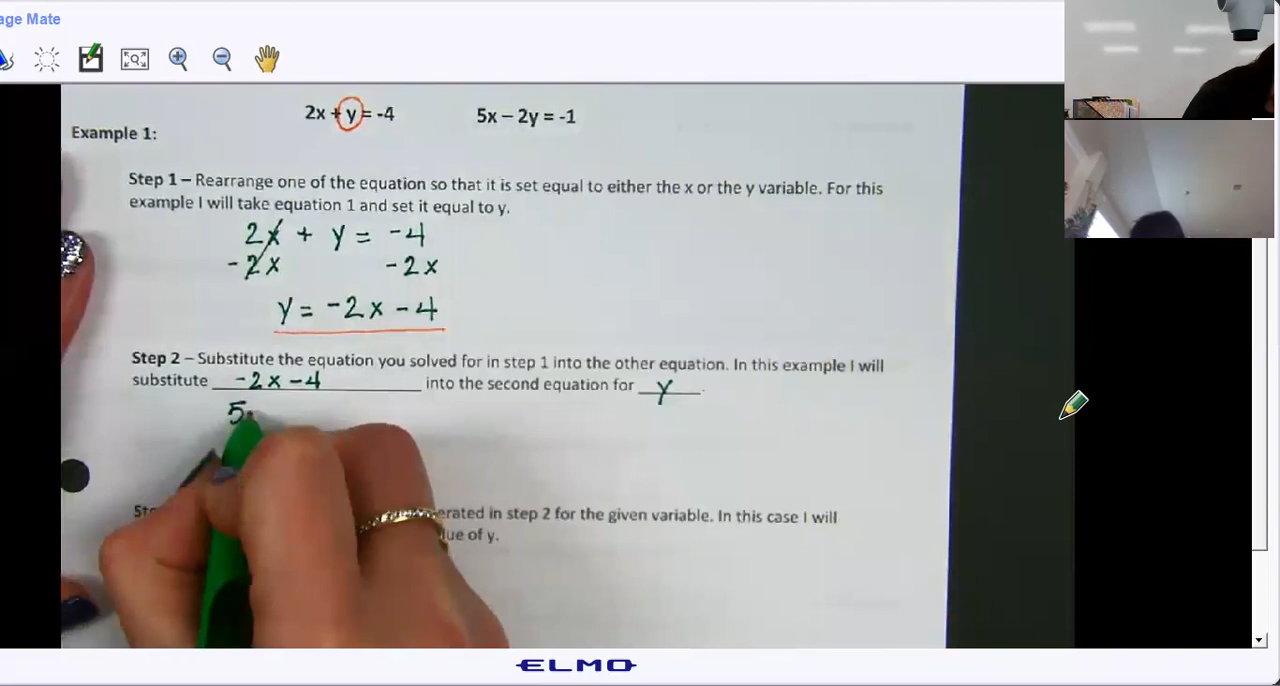 age Mate
2x + y = -4 5x – 2y = -1
Example 1:
Step 1 – Rearrange one of the equation so that it is set equal to either the x or the y variable. For this
example I will take equation 1 and set it equal to y.
2x + y = -4
-2x -2x
y = -2x - 4
Step 2 – Substitute the equation you solved for in step 1 into the other equation. In this example I will
substitute -2x - 4 into the second equation for y.
5
erated in step 2 for the given variable. In this case I will
lue of y.
ELMO